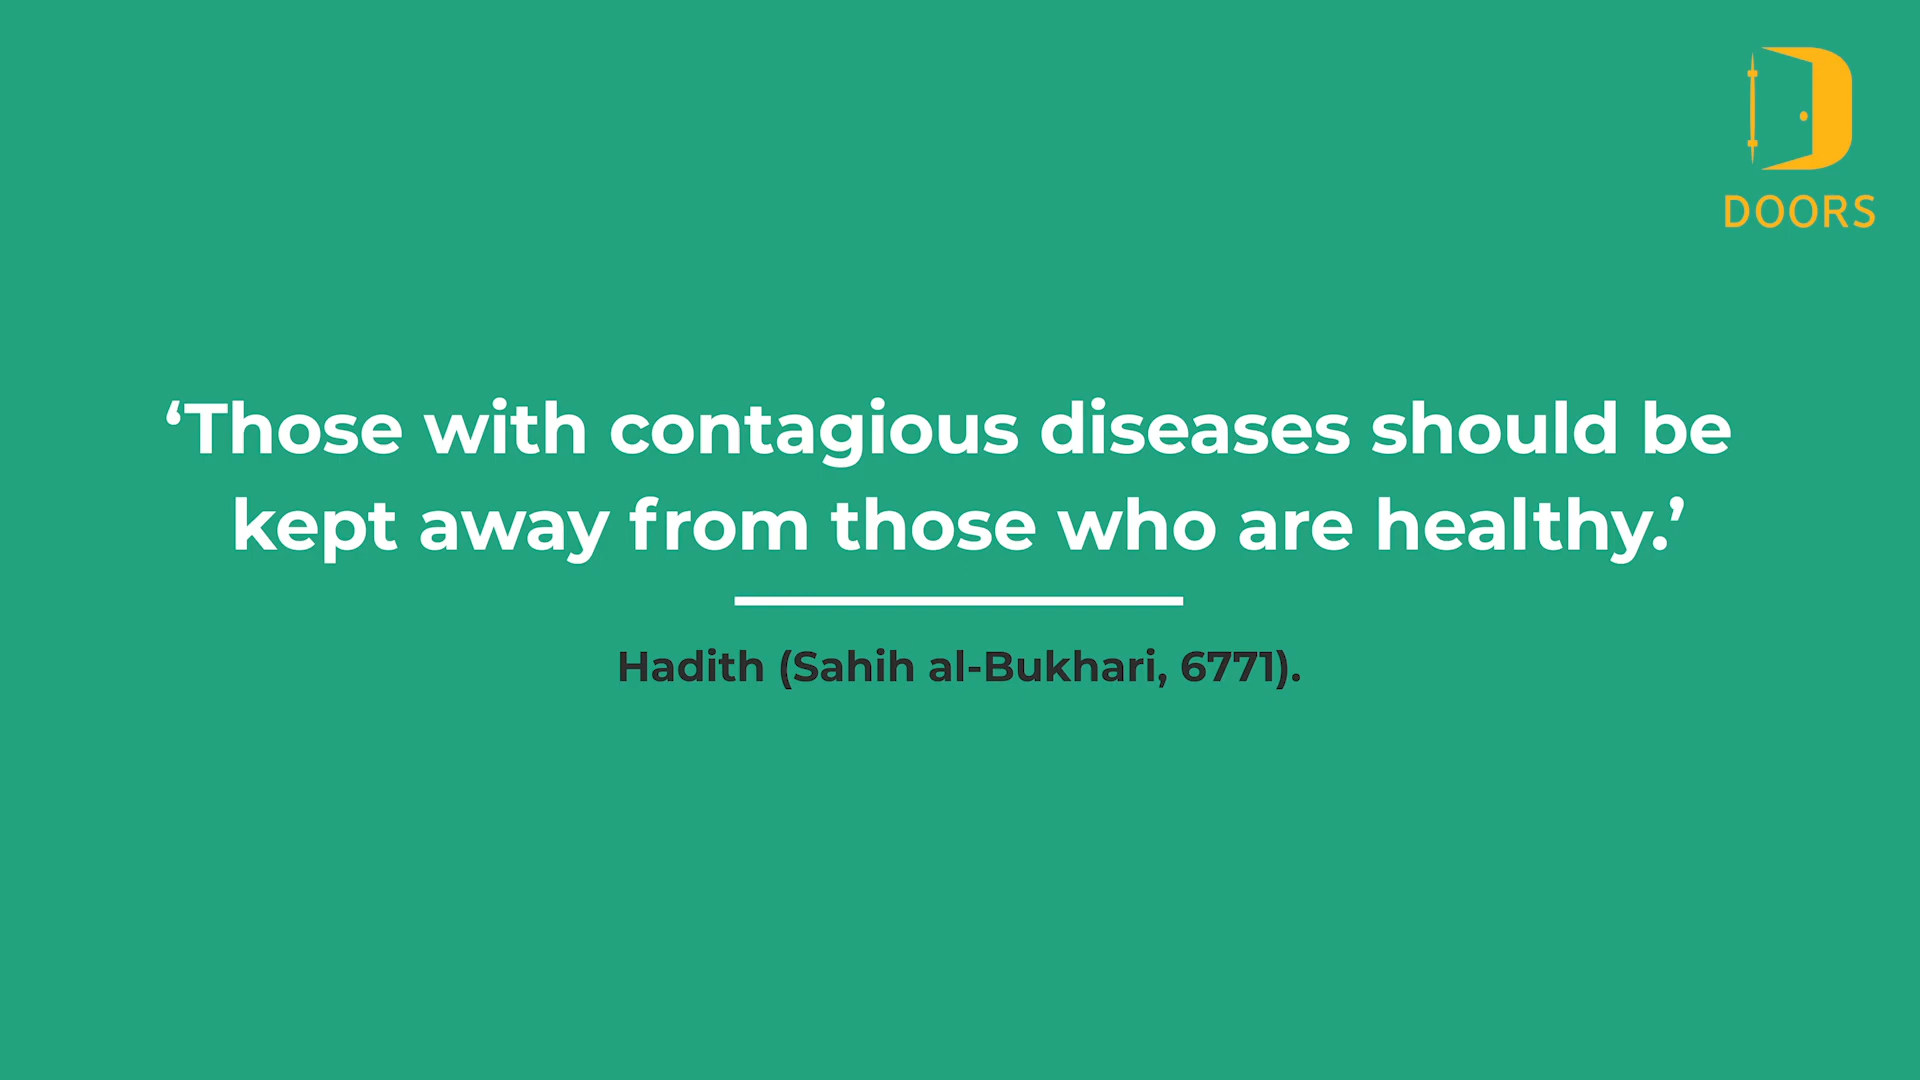 DOORS
‘Those with contagious diseases should be
kept away from those who are healthy.’
Hadith (Sahih al-Bukhari, 6771).